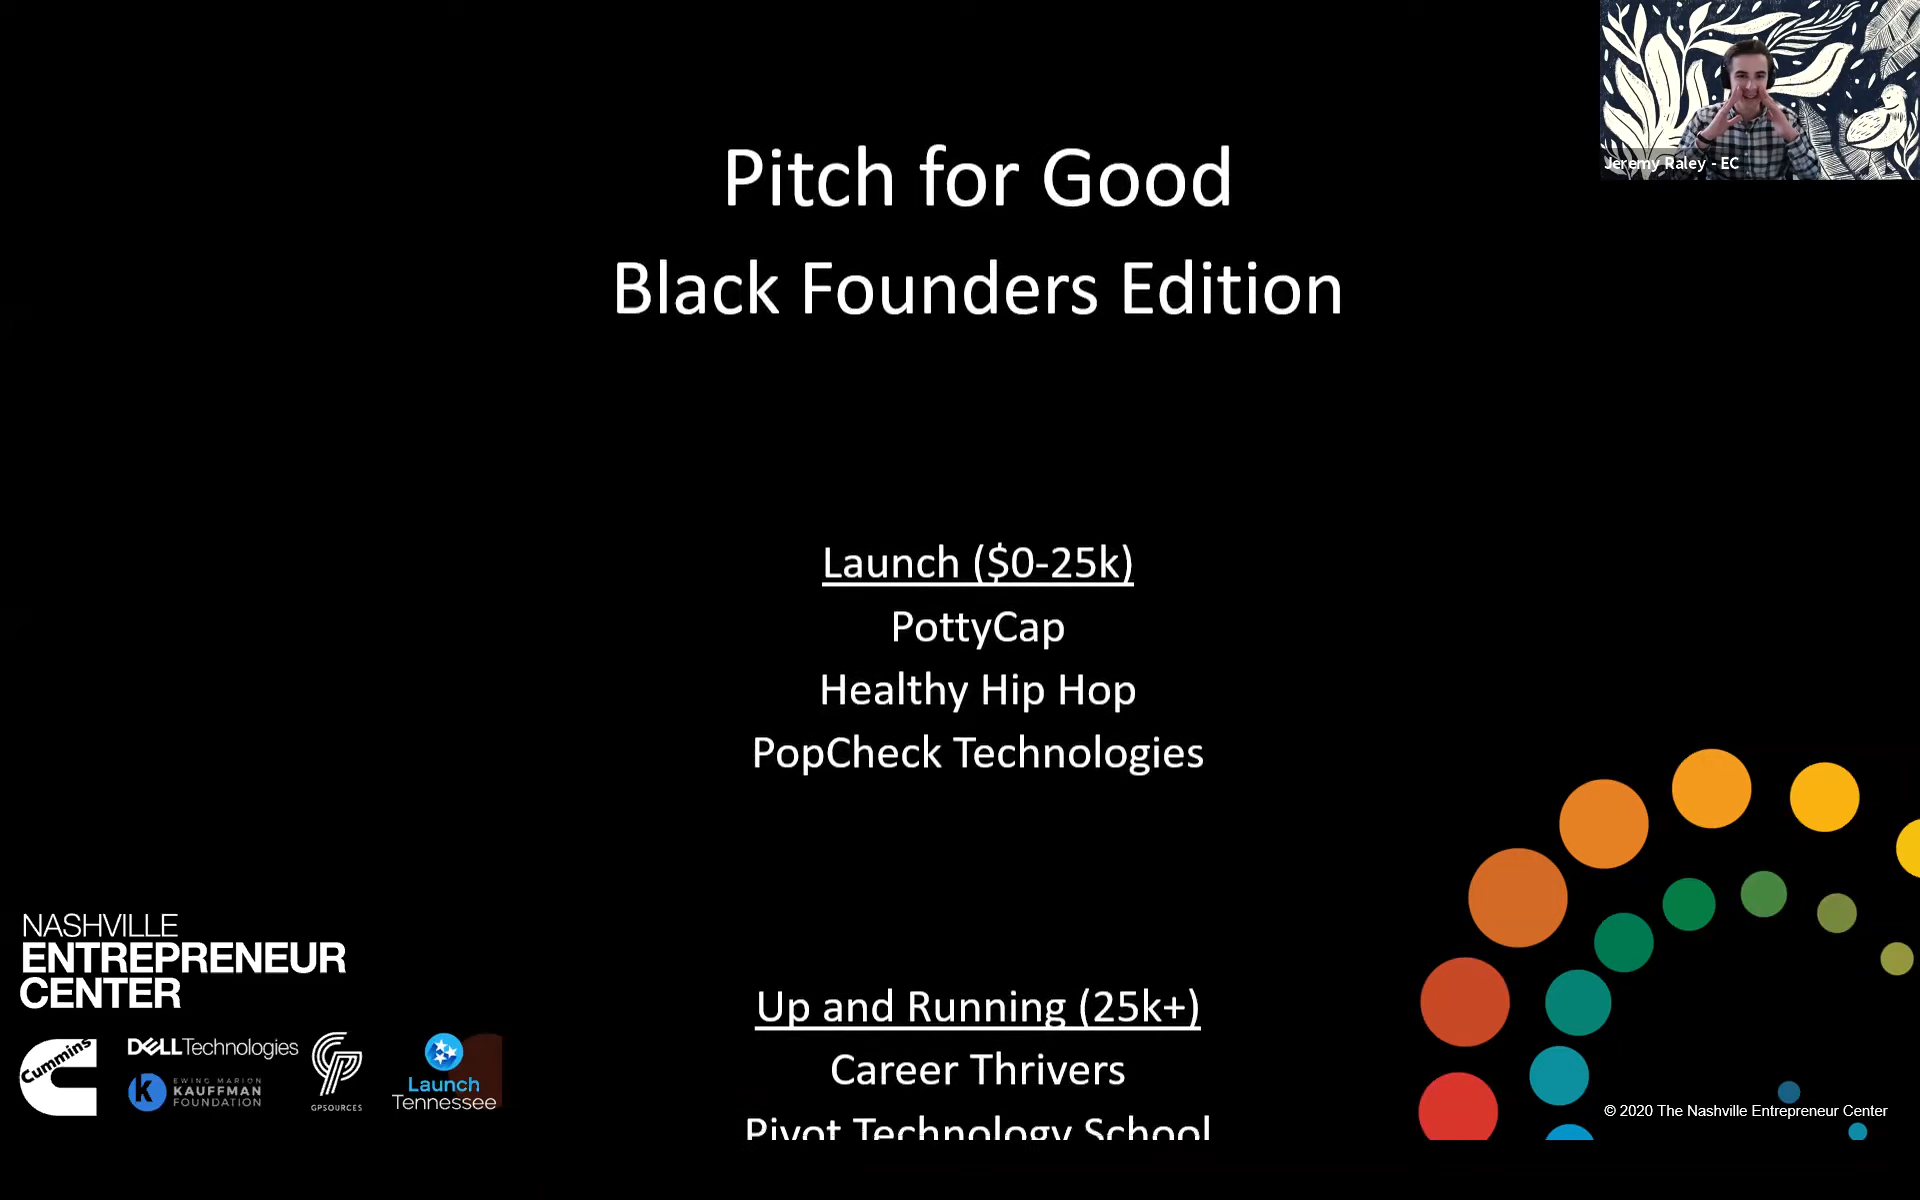 Jeremy Raley - EC
Pitch for Good
Black Founders Edition
Launch ($0-25k)
PottyCap
Healthy Hip Hop
PopCheck Technologies
Up and Running (25k+)
Career Thrivers
Pivot Technology School
NASHVILLE
ENTREPRENEUR
CENTER
Cummins
DELLTechnologies
K
EWING MARION
KAUFFMAN
FOUNDATION
GPSOURCES
Launch
Tennessee
© 2020 The Nashville Entrepreneur Center